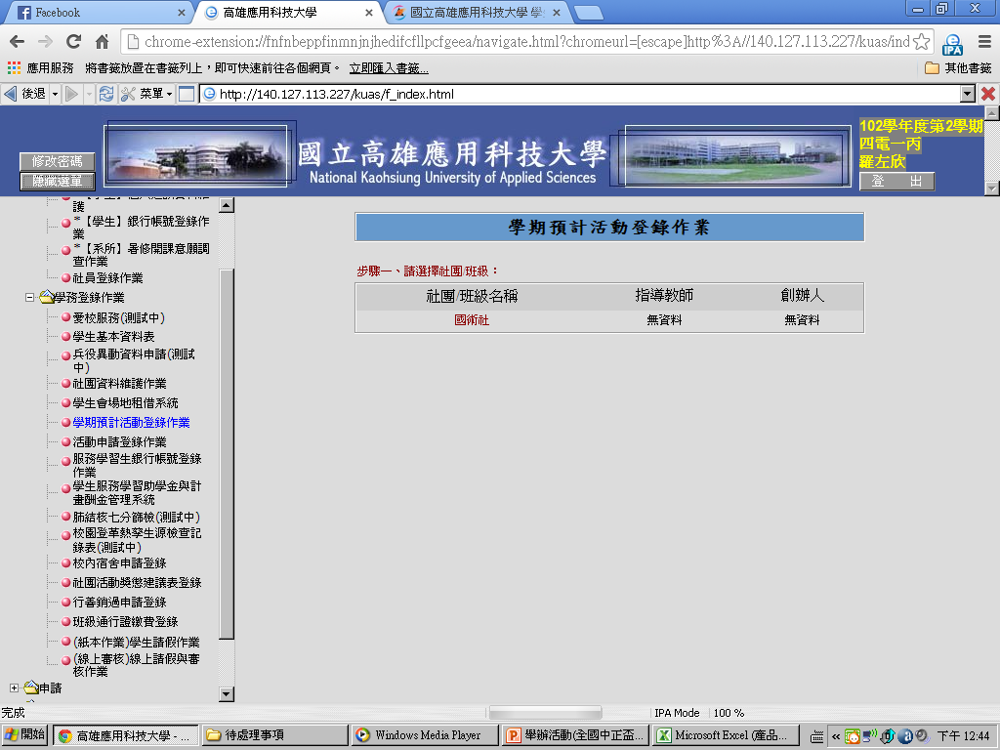 Facebook
高雄應用科技大學
國立高雄應用科技大學 學
chrome-extension://fnfnbeppfinmnjnjhedifcfllpcfgeea/navigate.html?chromeurl=[escape]http%3A//140.127.113.227/kuas/ind
IPA
應用服務
將書籤放置在書籤列上，即可快速前往各個網頁。
立即匯入書籤...
其他書籤
後退
菜單
http://140.127.113.227/kuas/f_index.html
修改密碼
隱藏選單
國立高雄應用科技大學
National Kaohsiung University of Applied Sciences
102學年度第2學期
四電一丙
羅左欣
登 出
護
*【學生】銀行帳號登錄作
業
*【系所】暑修開課意願調
查作業
社員登錄作業
學務登錄作業
愛校服務(測試中)
學生基本資料表
兵役異動資料申請(測試
中)
社團資料維護作業
學生會場地租借系統
學期預計活動登錄作業
活動申請登錄作業
服務學習生銀行帳號登錄
作業
學生服務學習助學金與計
畫酬金管理系統
肺結核七分篩檢(測試中)
校園登革熱孳生源檢查記
錄表(測試中)
校內宿舍申請登錄
社團活動獎懲建議表登錄
行善銷過申請登錄
班級通行證繳費登錄
(紙本作業)學生請假作業
(線上審核)線上請假與審
核作業
申請
學期預計活動登錄作業
步驟一、請選擇社團/班級：
社團/班級名稱 指導教師 創辦人
國術社 無資料 無資料
完成
IPA Mode
100 %
開始
高雄應用科技大學 - ...
待處理事項
Windows Media Player
舉辦活動(全國中正盃...
Microsoft Excel (產品...
下午 12:44